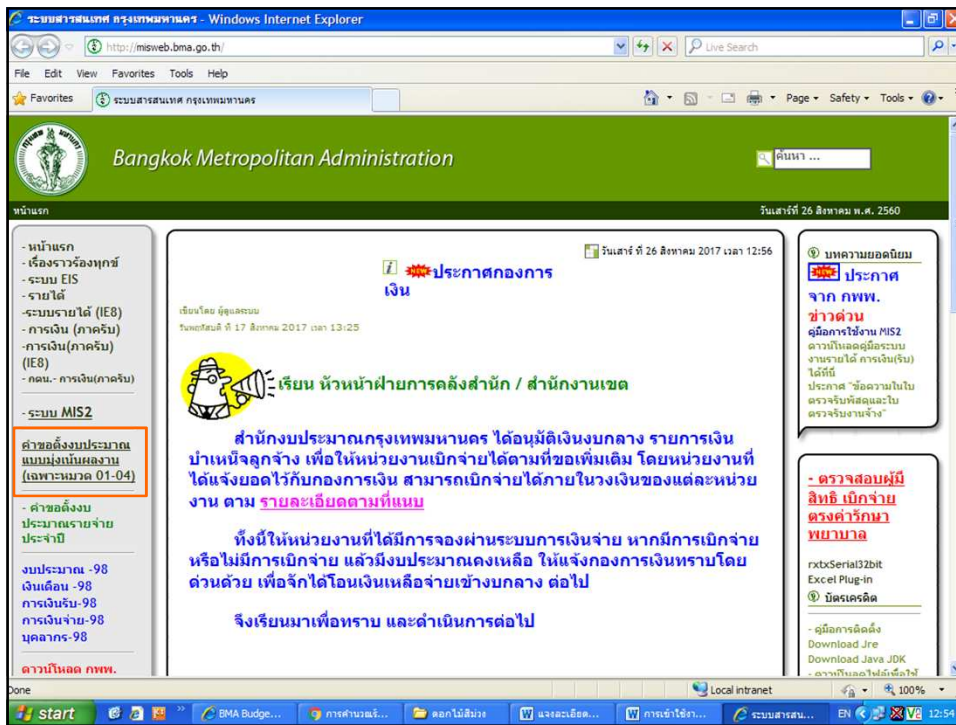 ระบบสารสนเทศ กรุงเทพมหานคร - Windows Internet Explorer
http://misweb.bma.go.th/
Live Search
File Edit View Favorites Tools Help
Favorites
ระบบสารสนเทศ กรุงเทพมหานคร
Page Safety Tools
Bangkok Metropolitan Administration
ค้นหา ...
หน้าแรก
วันเสาร์ที่ 26 สิงหาคม พ.ศ. 2560
- หน้าแรก
- เรื่องราวร้องทุกข์
- ระบบ EIS
- รายได้
-ระบบรายได้ (IE8)
- การเงิน (ภาครับ)
-การเงิน(ภาครับ)
(IE8)
- กตน.- การเงิน(ภาครับ)
- ระบบ MIS2
คำขอตั้งงบประมาณ
แบบมุ่งเน้นผลงาน
(เฉพาะหมวด 01-04)
- คำขอตั้งงบ
ประมาณรายจ่าย
ประจำปี
งบประมาณ -98
เงินเดือน -98
การเงินรับ-98
การเงินจ่าย-98
บุคลากร-98
ดาวน์โหลด กพพ.
วันเสาร์ ที่ 26 สิงหาคม 2017 เวลา 12:56
NEW ประกาศกองการ
เงิน
เขียนโดย ผู้ดูแลระบบ
วันพฤหัสบดี ที่ 17 สิงหาคม 2017 เวลา 13:25
เรียน หัวหน้าฝ่ายการคลังสำนัก / สำนักงานเขต
สำนักงบประมาณกรุงเทพมหานคร ได้อนุมัติเงินงบกลาง รายการเงิน
บำเหน็จลูกจ้าง เพื่อให้หน่วยงานเบิกจ่ายได้ตามที่ขอเพิ่มเติม โดยหน่วยงานที่
ได้แจ้งยอดไว้กับกองการเงิน สามารถเบิกจ่ายได้ภายในวงเงินของแต่ละหน่วย
งาน ตาม รายละเอียดตามที่แนบ
ทั้งนี้ให้หน่วยงานที่ได้มีการจองผ่านระบบการเงินจ่าย หากมีการเบิกจ่าย
หรือไม่มีการเบิกจ่าย แล้วมีงบประมาณคงเหลือ ให้แจ้งกองการเงินทราบโดย
ด่วนด้วย เพื่อจักได้โอนเงินเหลือจ่ายเข้างบกลาง ต่อไป
จึงเรียนมาเพื่อทราบ และดำเนินการต่อไป
บทความยอดนิยม
NEW ประกาศ
จาก กพพ.
ข่าวด่วน
คู่มือการใช้งาน MIS2
ดาวน์โหลดคู่มือระบบ
งานรายได้ การเงิน(รับ)
ได้ที่นี่
ประกาศ "ข้อความในใบ
ตรวจรับพัสดุและใบ
ตรวจรับงานจ้าง"
- ตรวจสอบผู้มี
สิทธิ เบิกจ่าย
ตรงค่ารักษา
พยาบาล
rxtxSerial32bit
Excel Plug-in
บัตรเครดิต
- คู่มือการติดตั้ง
Download Jre
Download Java JDK
- ดาวน์โหลดไฟล์เพื่อใช้
Done
Local intranet
100%
start
BMA Budge...
การคำนวณร้...
ดอกไม้สีม่วง
แจงละเอียด...
การเข้าใช้งา...
ระบบสารสน...
EN
12:54